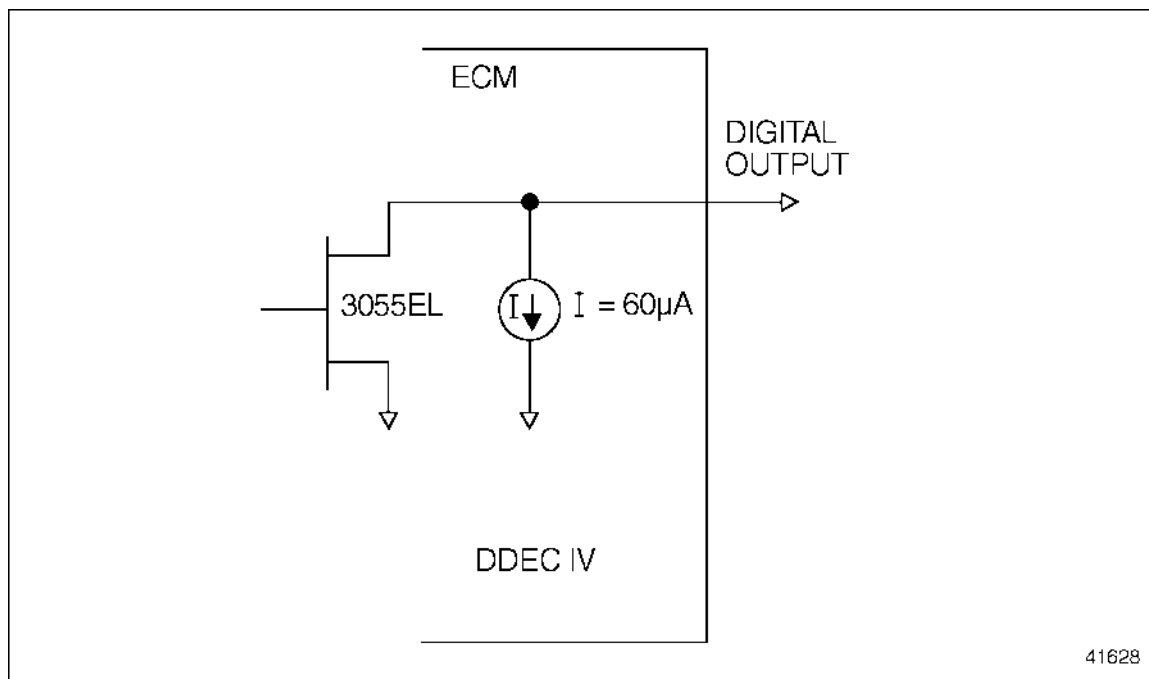 ECM
DIGITAL
OUTPUT
3055EL
I
I = 60µA
DDEC IV
41628